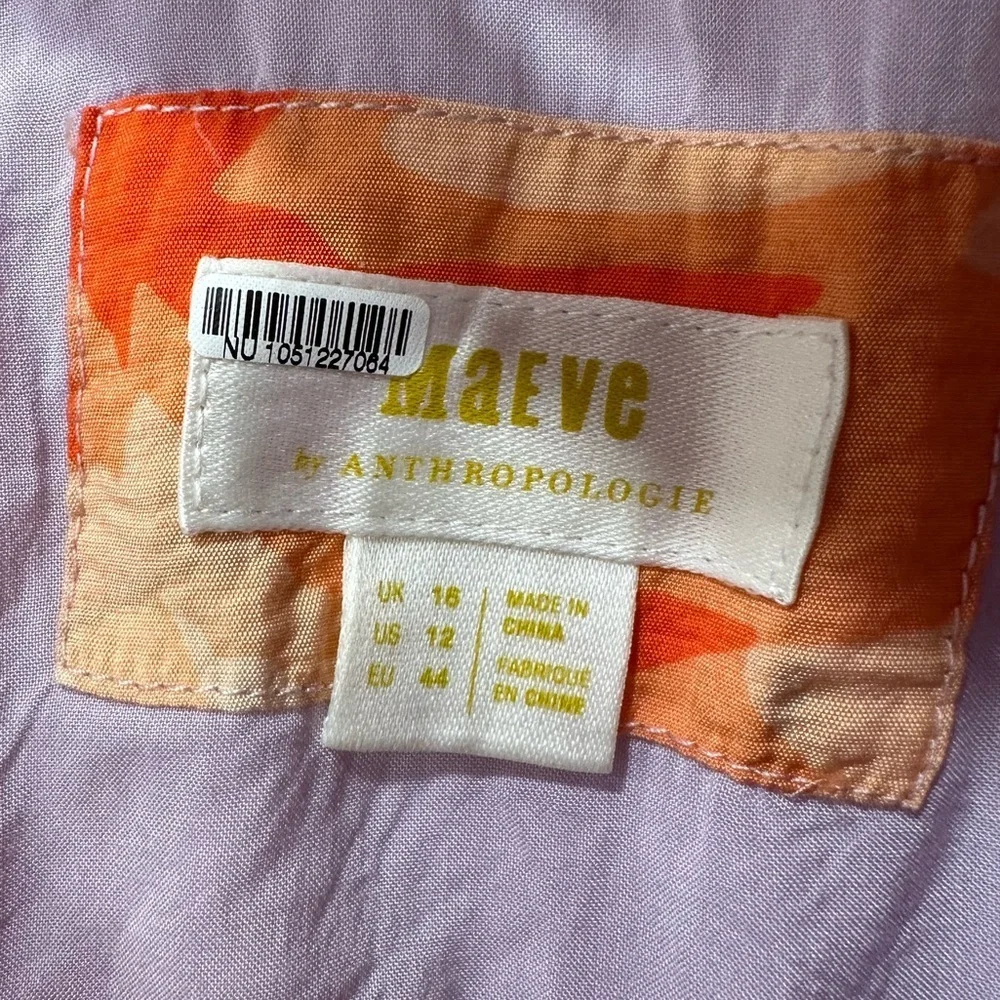 NU 1051227064
Maeve
by ANTHROPOLOGIE
UK 16
US 12
EU 44
MADE IN
CHINA
FABRIQUE
EN CHINE